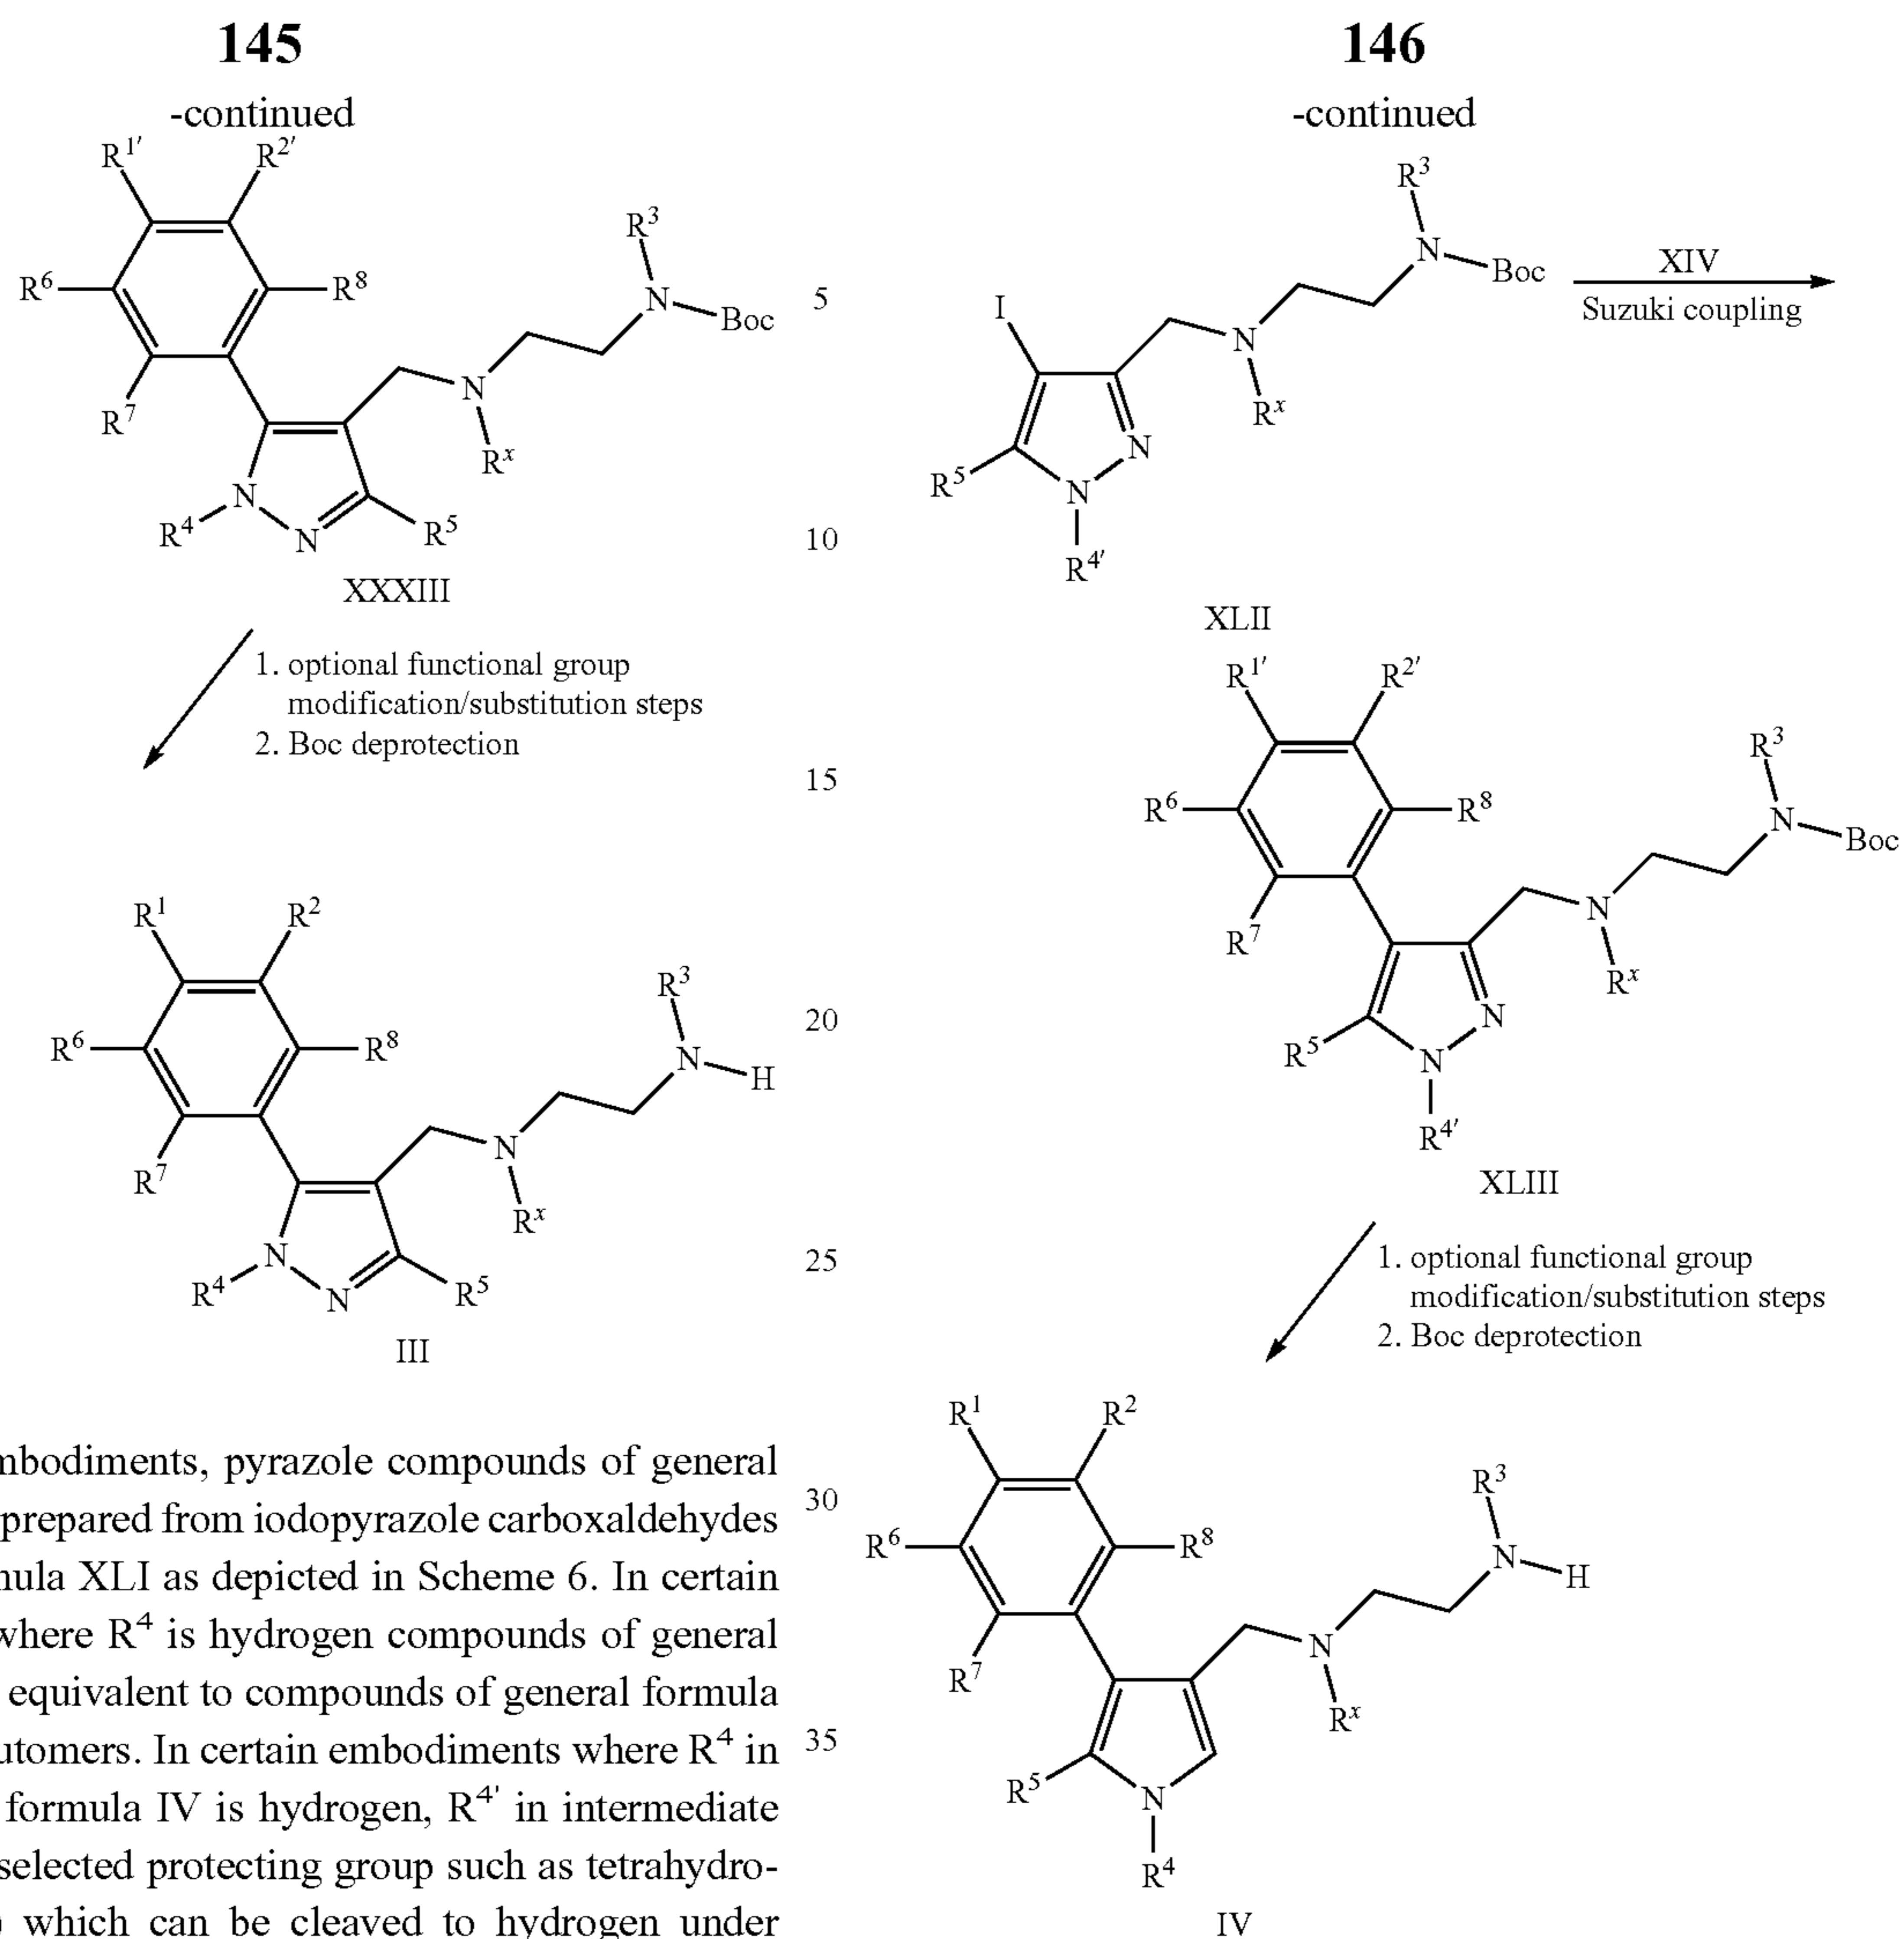 145
-continued
R1′ R2′
R3
R6 R8
N
Boc
R7
N
Rx
N
R4 N R5
XXXIII
1. optional functional group
modification/substitution steps
2. Boc deprotection
R1 R2
R3
R6 R8
N
H
R7
N
Rx
N
R4 N R5
III
embodiments, pyrazole compounds of general
prepared from iodopyrazole carboxaldehydes
XLI as depicted in Scheme 6. In certain
where R4 is hydrogen compounds of general
equivalent to compounds of general formula
In certain embodiments where R4 in
formula IV is hydrogen, R4' in intermediate
selected protecting group such as tetrahydro-
which can be cleaved to hydrogen under
5
10
15
20
25
30
35
146
-continued
R3
N
Boc
XIV
Suzuki coupling
I
N
Rx
N
R5
N
R4′
XLII
R1′ R2′
R3
R6 R8
N
Boc
N
R7
Rx
N
R5
N
R4′
XLIII
1. optional functional group
modification/substitution steps
2. Boc deprotection
R1 R2
R3
R6 R8
N
H
N
R7
Rx
R5
N
R4
IV